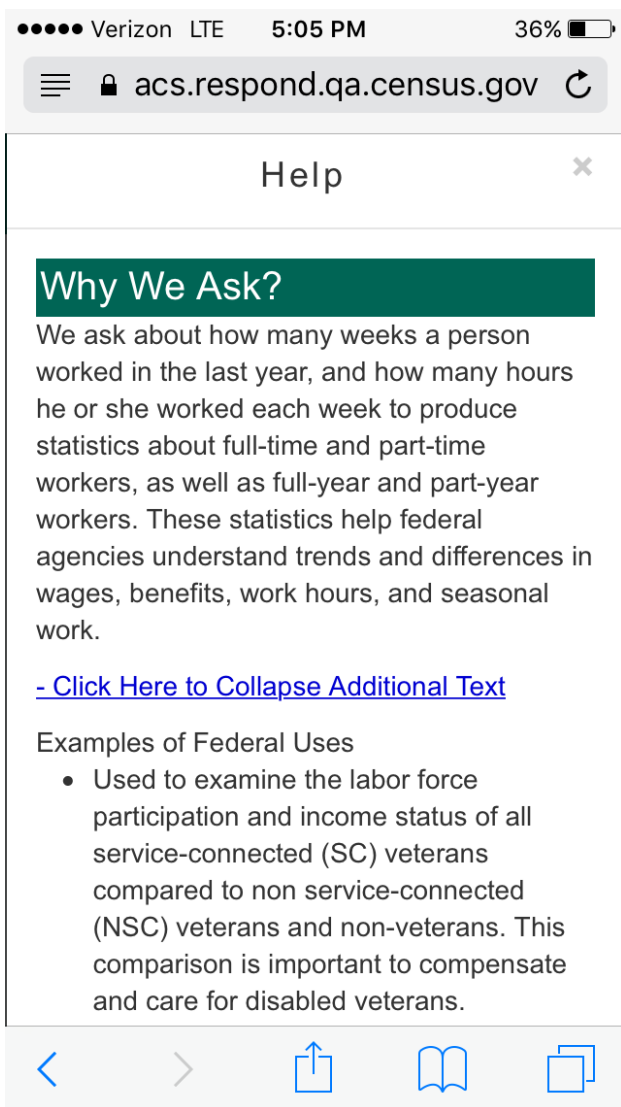 Verizon LTE 5:05 PM 36%
acs.respond.qa.census.gov
Help ×
Why We Ask?
We ask about how many weeks a person
worked in the last year, and how many hours
he or she worked each week to produce
statistics about full-time and part-time
workers, as well as full-year and part-year
workers. These statistics help federal
agencies understand trends and differences in
wages, benefits, work hours, and seasonal
work.
- Click Here to Collapse Additional Text
Examples of Federal Uses
• Used to examine the labor force
participation and income status of all
service-connected (SC) veterans
compared to non service-connected
(NSC) veterans and non-veterans. This
comparison is important to compensate
and care for disabled veterans.